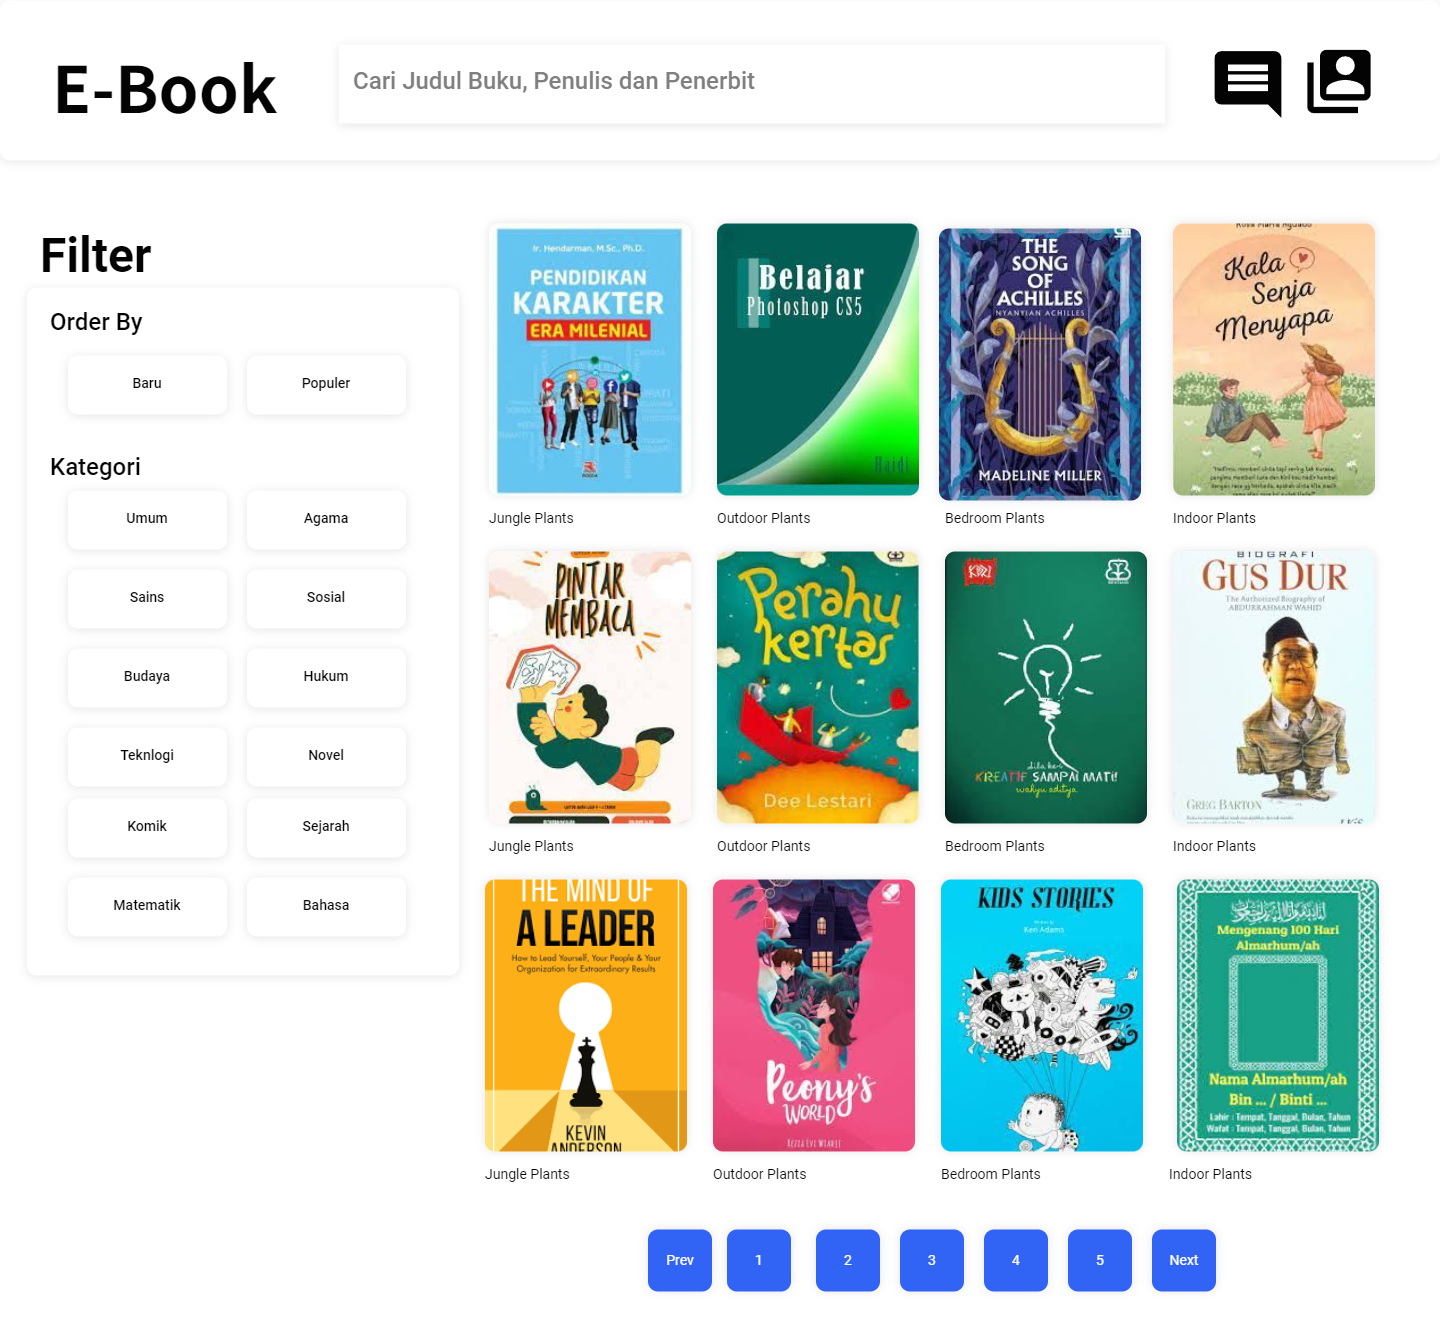 E-Book
Cari Judul Buku, Penulis dan Penerbit
Filter
Order By
Baru
Populer
Kategori
Umum
Agama
Sains
Sosial
Budaya
Hukum
Teknlogi
Novel
Komik
Sejarah
Matematik
Bahasa
Ir. Hendarman, M.Sc., Ph.D.
PENDIDIKAN
KARAKTER
ERA MILENIAL
Jungle Plants
Belajar
Photoshop CS5
Haidi
Outdoor Plants
THE
SONG
OF
ACHILLES
NYANYIAN ACHILLES
MADELINE MILLER
Bedroom Plants
Kala
Senja
Menyapa
Indoor Plants
PINTAR
MEMBACA
Jungle Plants
Perahu
kertas
Dee Lestari
Outdoor Plants
KREATIF SAMPAI MATI!
wahyu aditya
Bedroom Plants
BIOGRAFI
GUS DUR
The Authorized Biography of
ABDURRAHMAN WAHID
GREG BARTON
Indoor Plants
THE MIND OF
A LEADER
How to Lead Yourself, Your People & Your
Organization for Extraordinary Results
KEVIN
ANDERSON
Jungle Plants
Peony's
WORLD
Outdoor Plants
KIDS STORIES
Ken Adams
Bedroom Plants
Mengenang 100 Hari
Almarhum/ah
Nama Almarhum/ah
Bin ... / Binti ...
Lahir : Tempat, Tanggal, Bulan, Tahun
Wafat : Tempat, Tanggal, Bulan, Tahun
Indoor Plants
Prev
1
2
3
4
5
Next